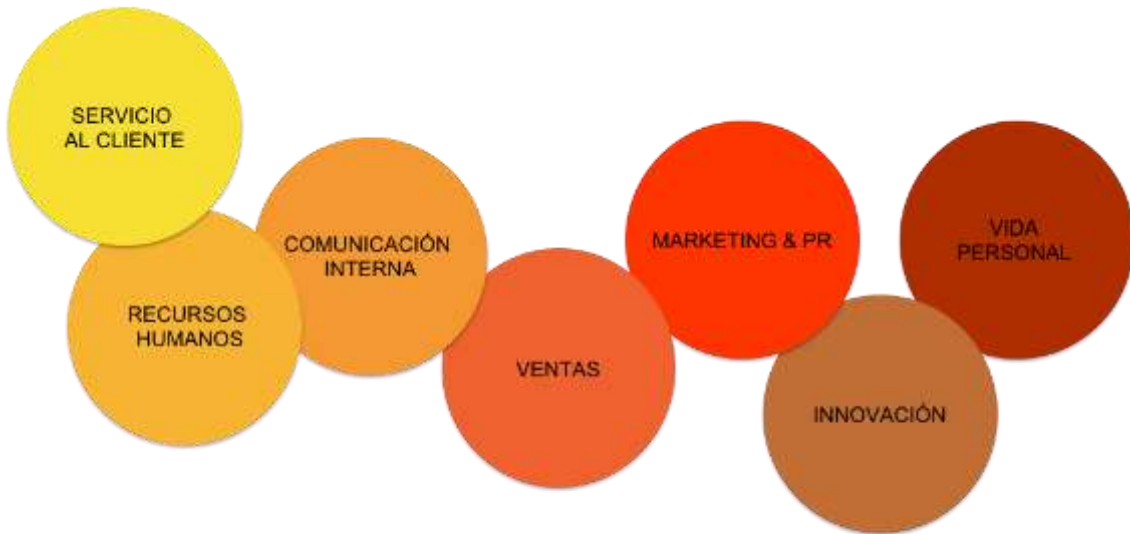 SERVICIO
AL CLIENTE
RECURSOS
HUMANOS
COMUNICACIÓN
INTERNA
VENTAS
MARKETING & PR
INNOVACIÓN
VIDA
PERSONAL